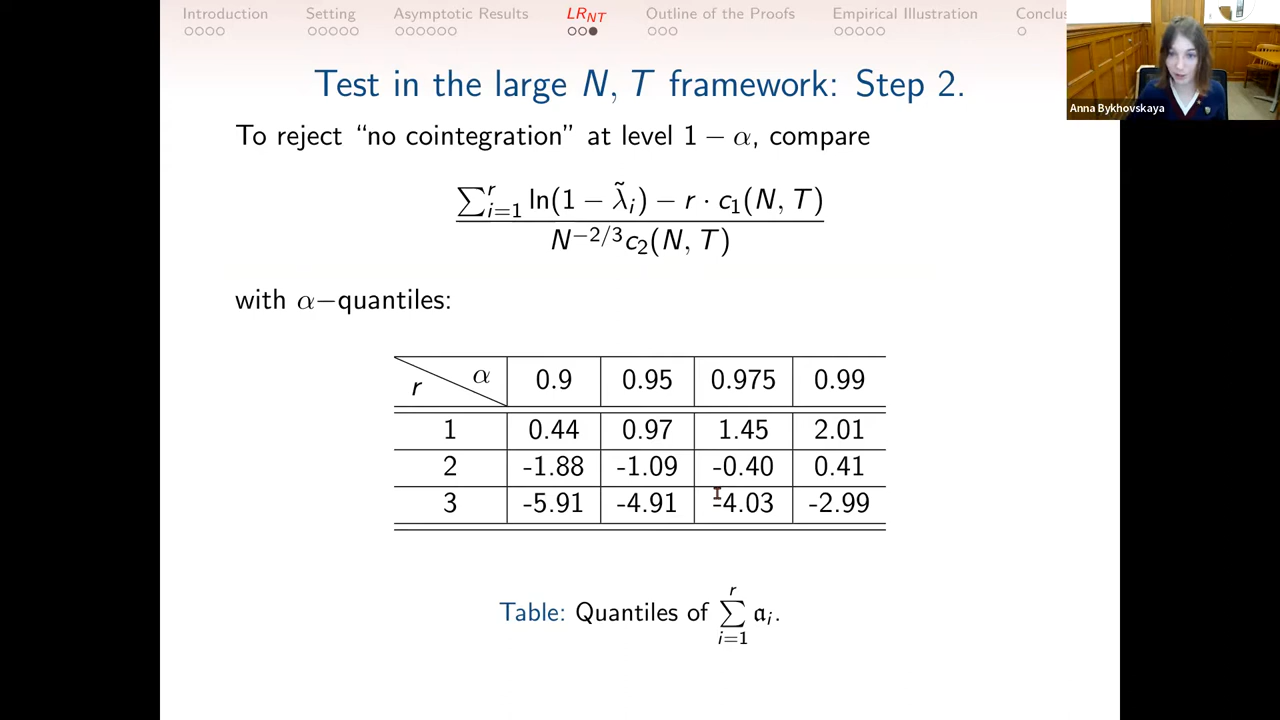 Introduction Setting Asymptotic Results LR_NT Outline of the Proofs Empirical Illustration Conclus
Test in the large N, T framework: Step 2.
Anna Bykhovskaya
To reject “no cointegration” at level 1 − α, compare
∑_{i=1}^{r} ln(1 − λ̃_i) − r · c_1(N, T)
N^{−2/3}c_2(N, T)
with α−quantiles:
r α 0.9 0.95 0.975 0.99
1 0.44 0.97 1.45 2.01
2 -1.88 -1.09 -0.40 0.41
3 -5.91 -4.91 -4.03 -2.99
Table: Quantiles of ∑_{i=1}^{r} 𝔞_i.